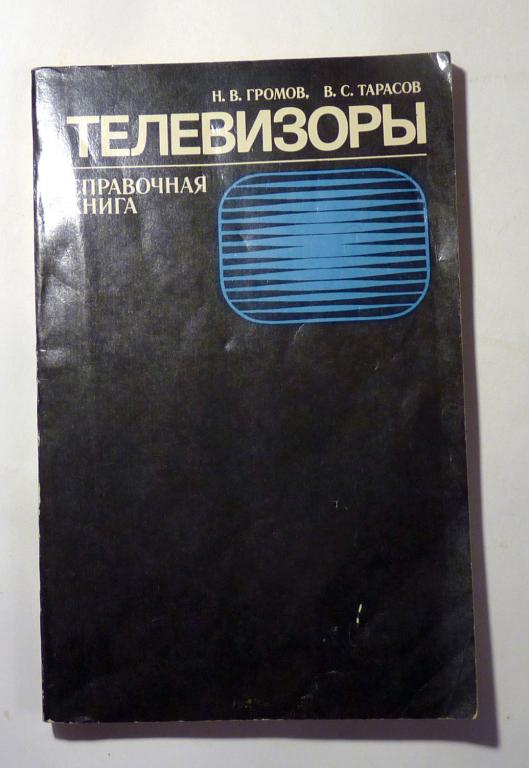 Н. В. ГРОМОВ, В. С. ТАРАСОВ
ТЕЛЕВИЗОРЫ
СПРАВОЧНАЯ
КНИГА